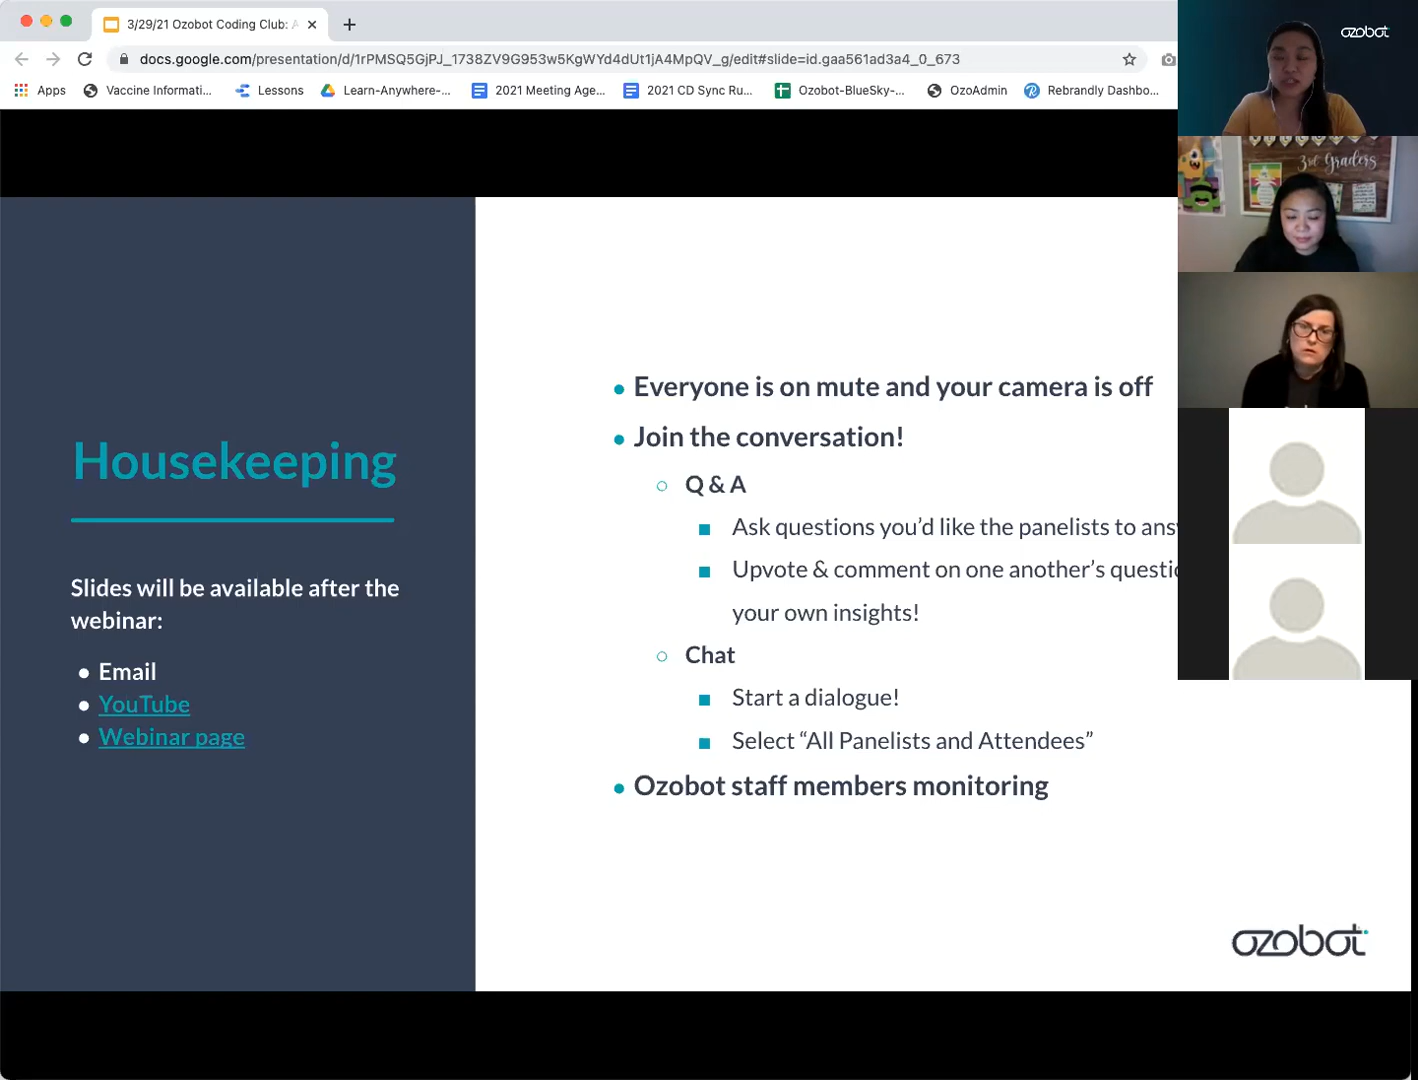 3/29/21 Ozobot Coding Club: A
docs.google.com/presentation/d/1rPMSQ5GjPJ_1738ZV9G953w5KgWYd4dUt1jA4MpQV_g/edit#slide=id.gaa561ad3a4_0_673
Apps Vaccine Informati... Lessons Learn-Anywhere-... 2021 Meeting Age... 2021 CD Sync Ru... Ozobot-BlueSky-... OzoAdmin Rebrandly Dashbo...
ozobot
3rd Graders
Housekeeping
Slides will be available after the
webinar:
● Email
● YouTube
● Webinar page
● Everyone is on mute and your camera is off
● Join the conversation!
○ Q & A
■ Ask questions you’d like the panelists to
■ Upvote & comment on one another’s
your own insights!
○ Chat
■ Start a dialogue!
■ Select “All Panelists and Attendees”
● Ozobot staff members monitoring
ozobot